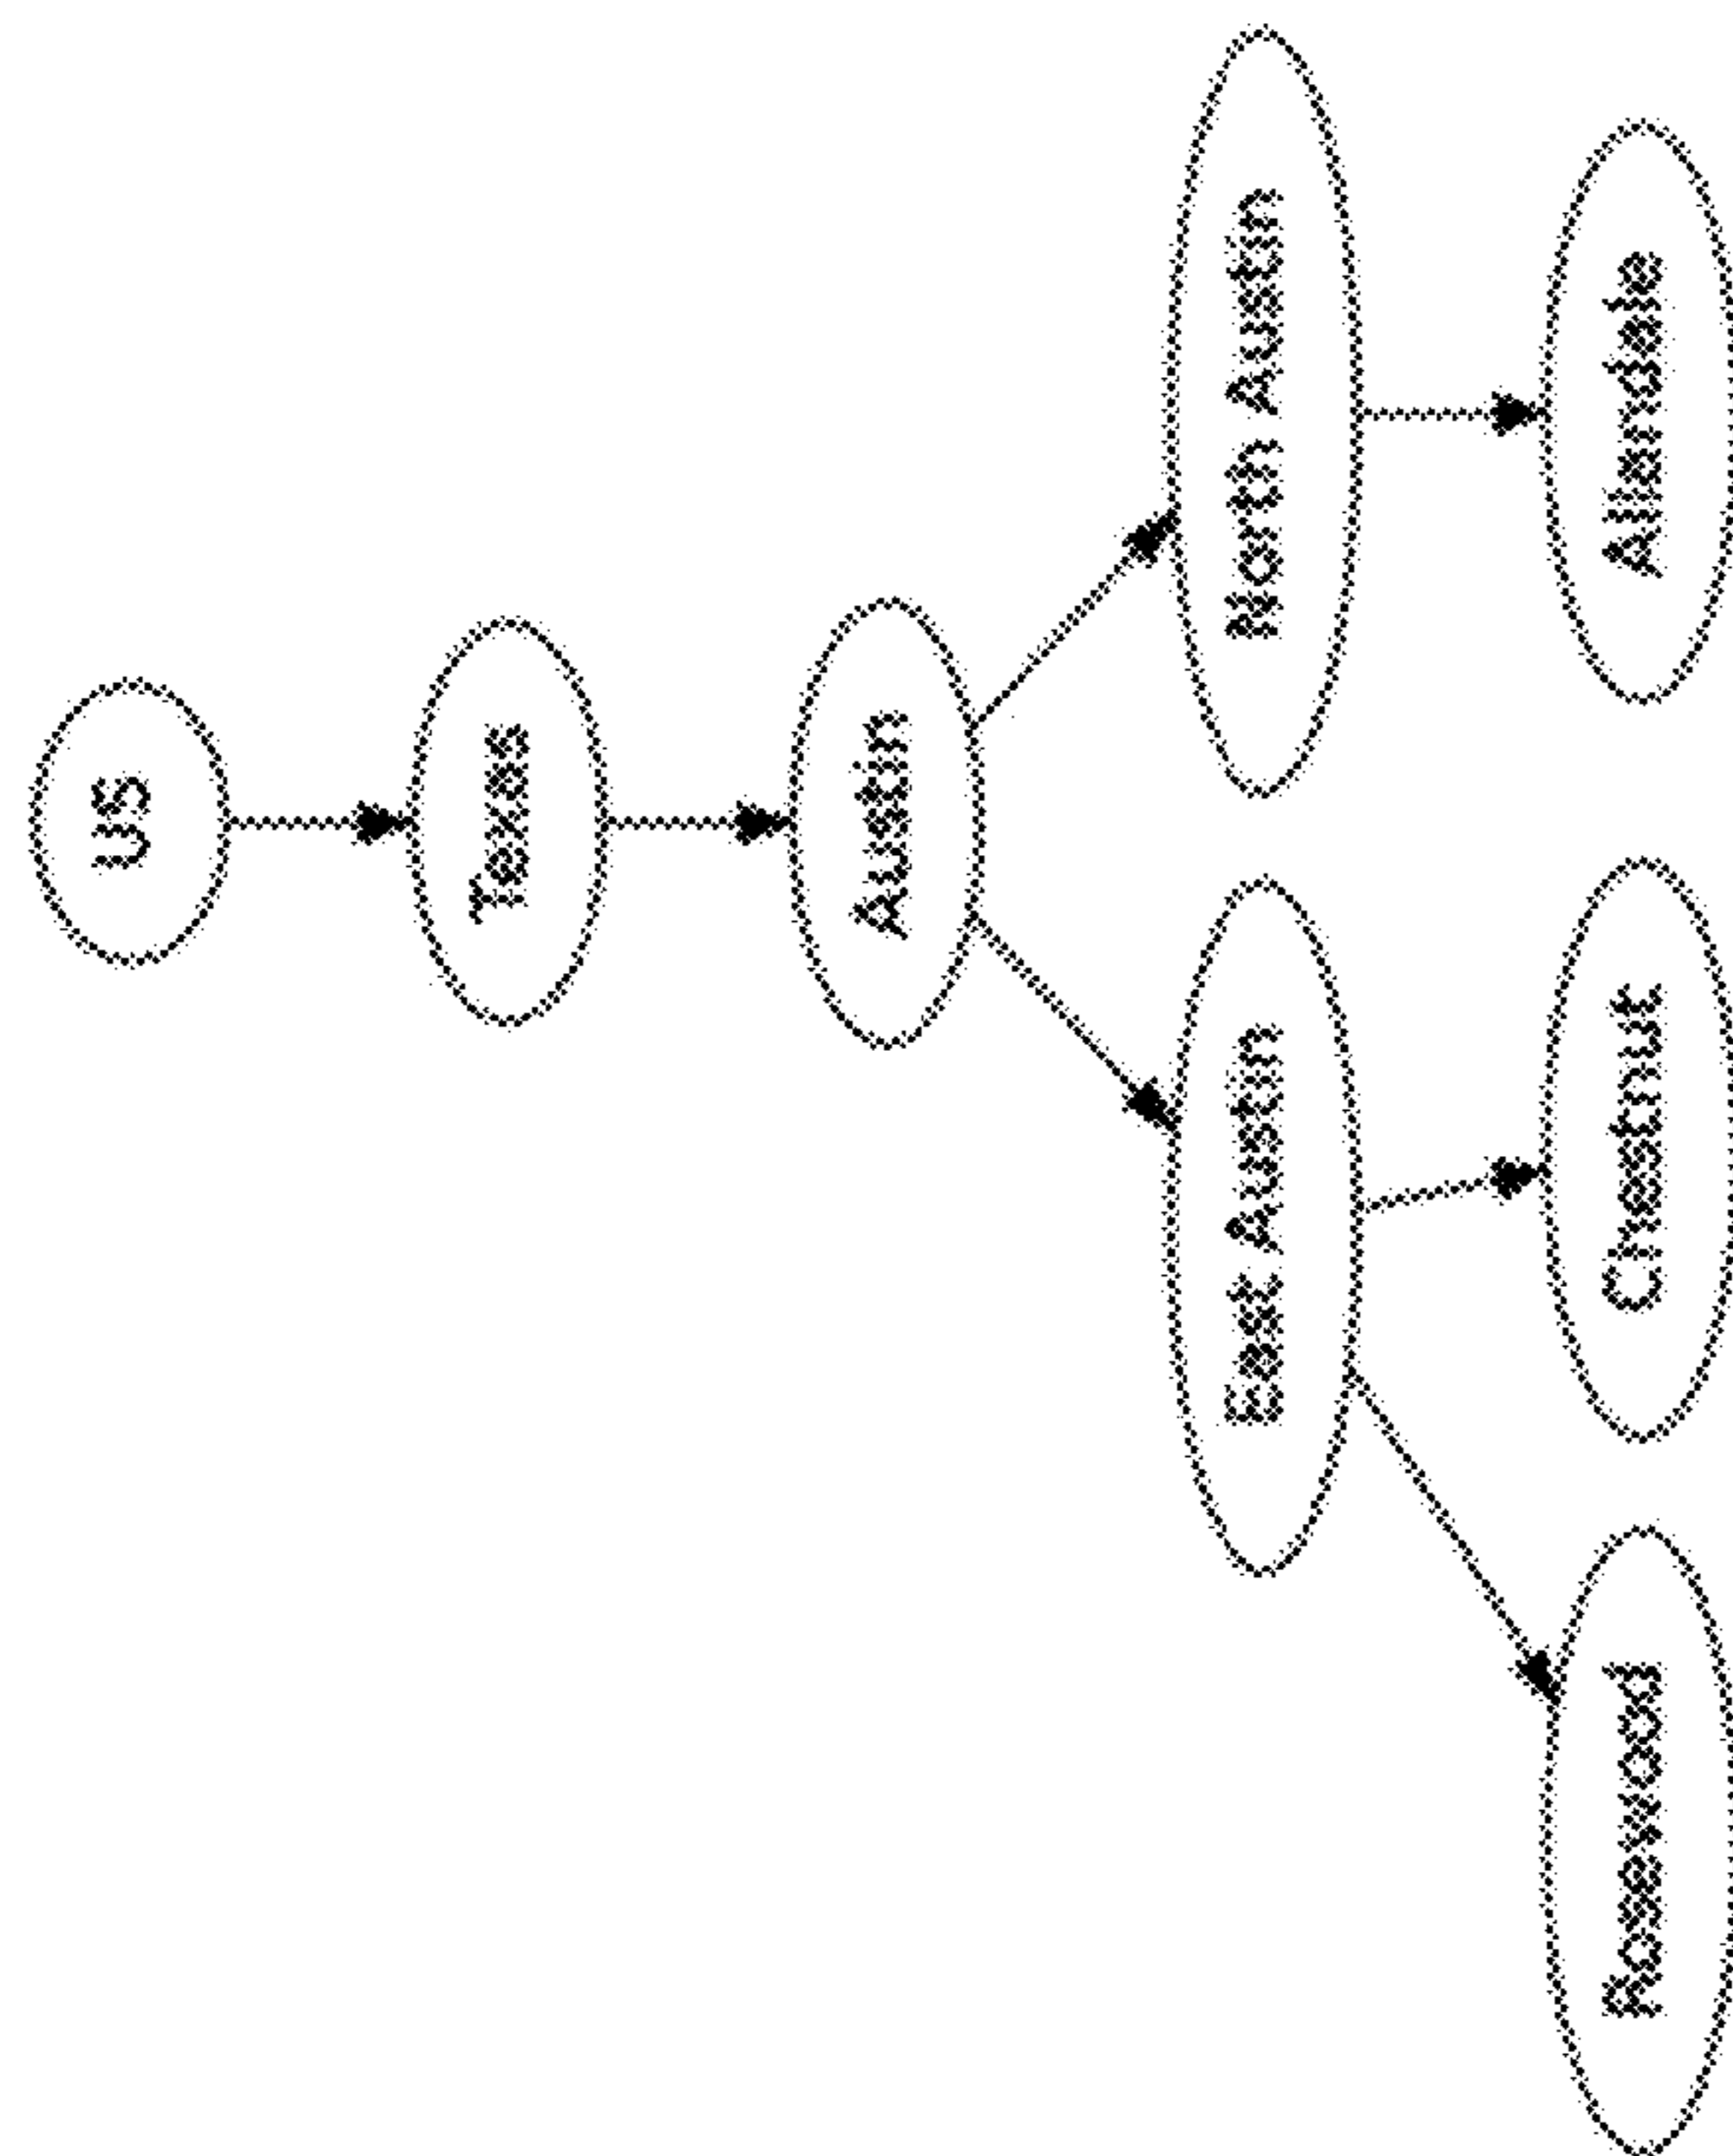 US
Texas
Austin
East Austin
North Austin
Rosewood
Chestnut
Allandale